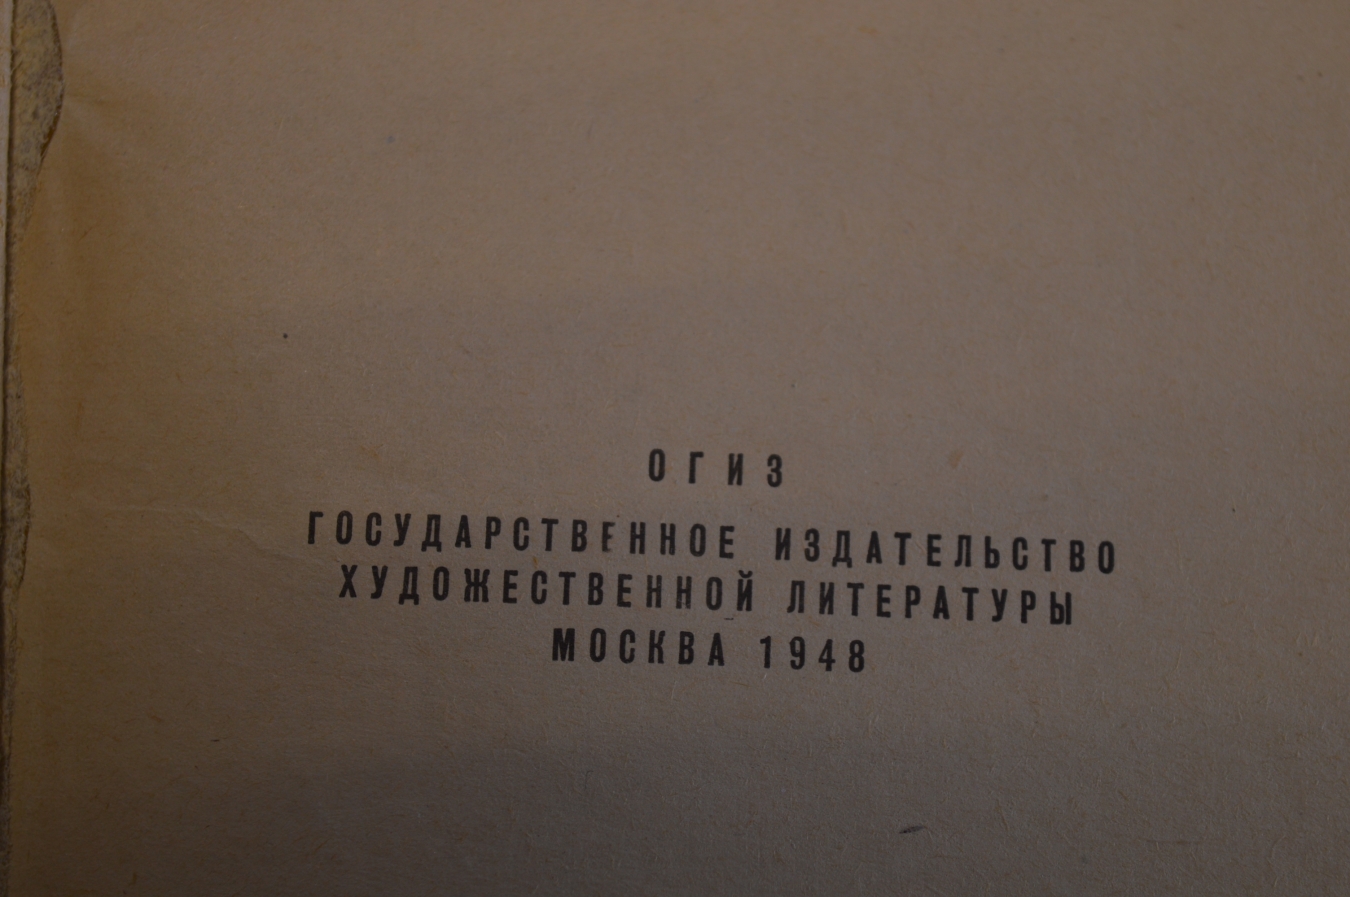 ОГИЗ
ГОСУДАРСТВЕННОЕ ИЗДАТЕЛЬСТВО
ХУДОЖЕСТВЕННОЙ ЛИТЕРАТУРЫ
МОСКВА 1948